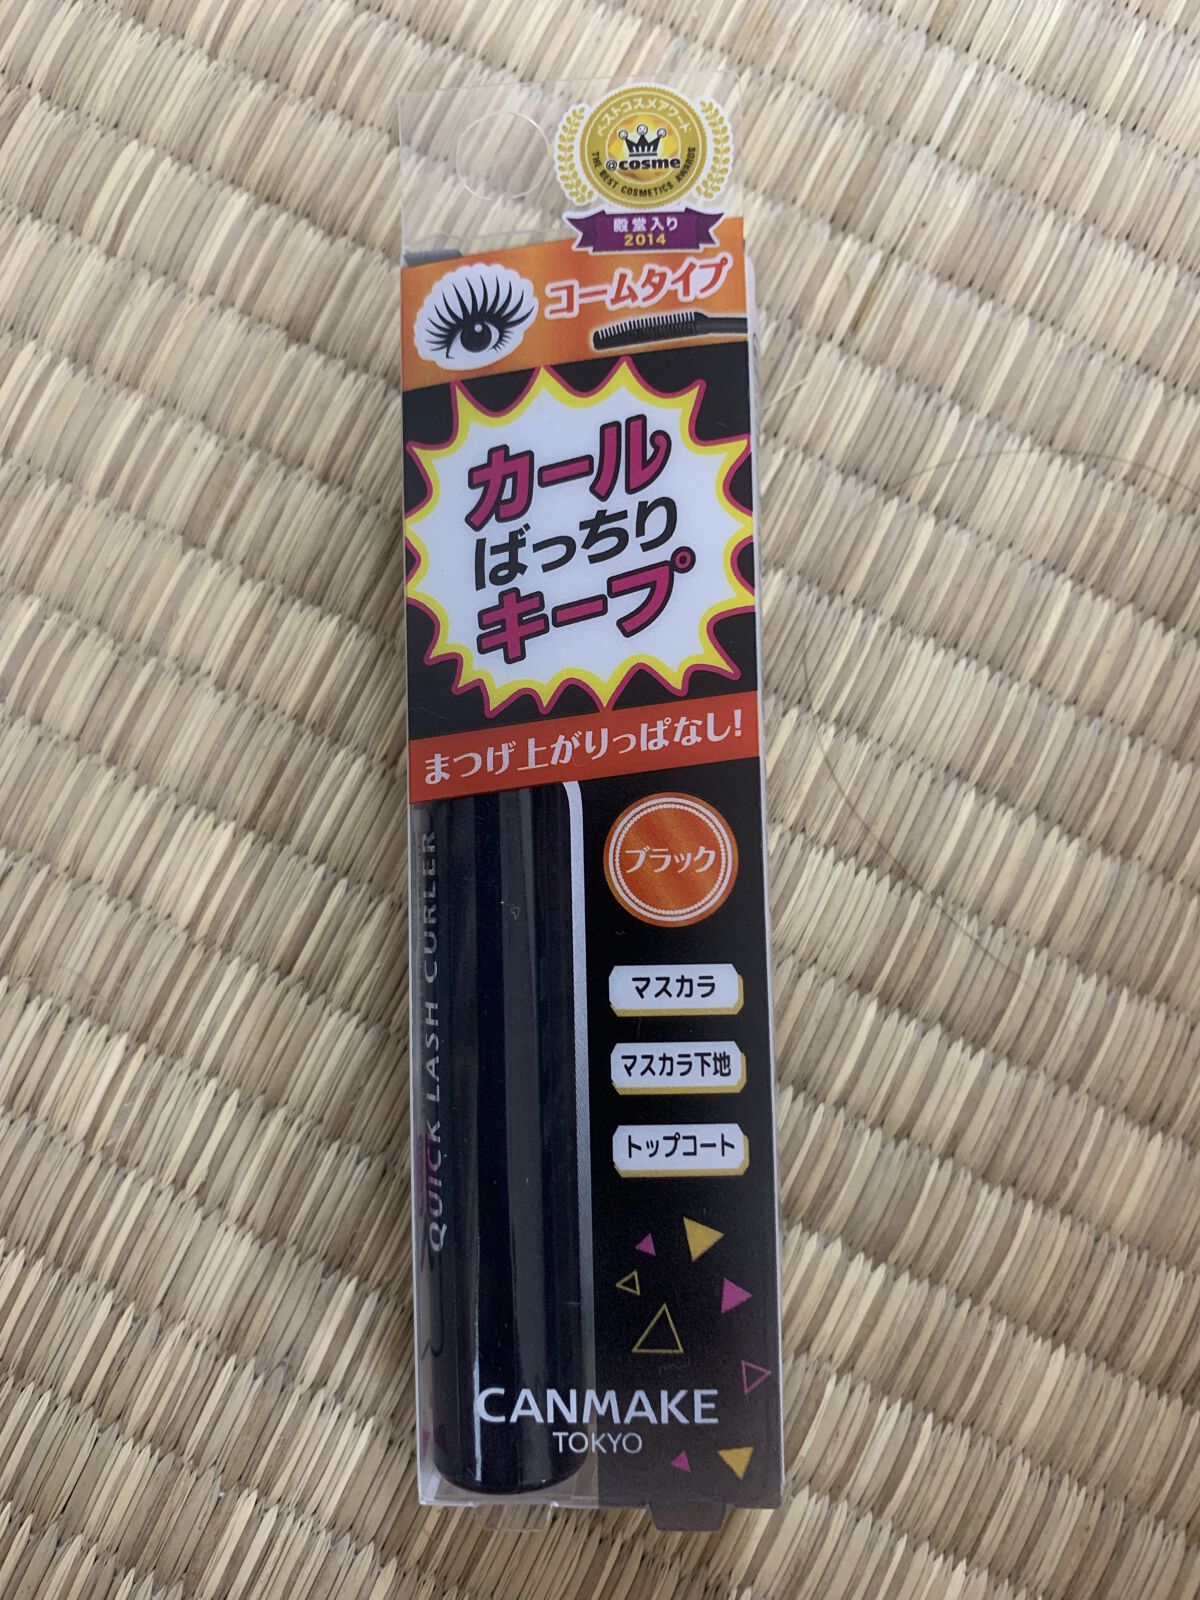 ベストコスメアワード
@cosme
THE BEST COSMETICS AWARDS
殿堂入り
2014
コームタイプ
カール
ばっちり
キープ
まつげ上がりっぱなし!
ブラック
マスカラ
マスカラ下地
トップコート
QUICK LASH CURLER
CANMAKE
TOKYO